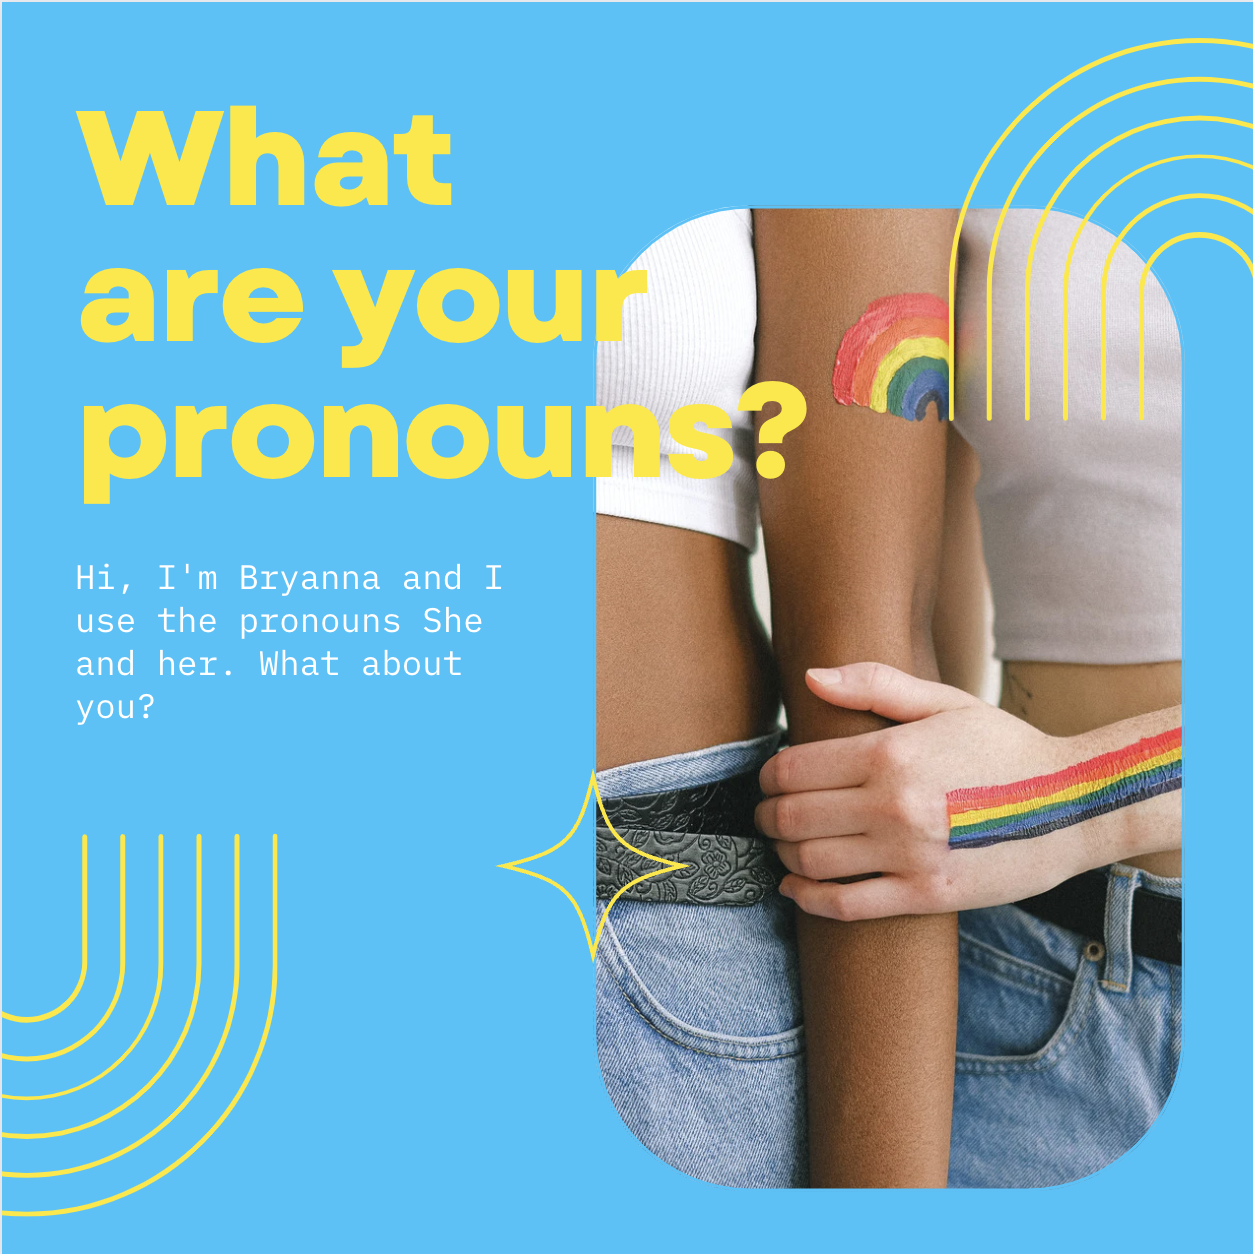 What
are your
pronouns?
Hi, I'm Bryanna and I
use the pronouns She
and her. What about
you?